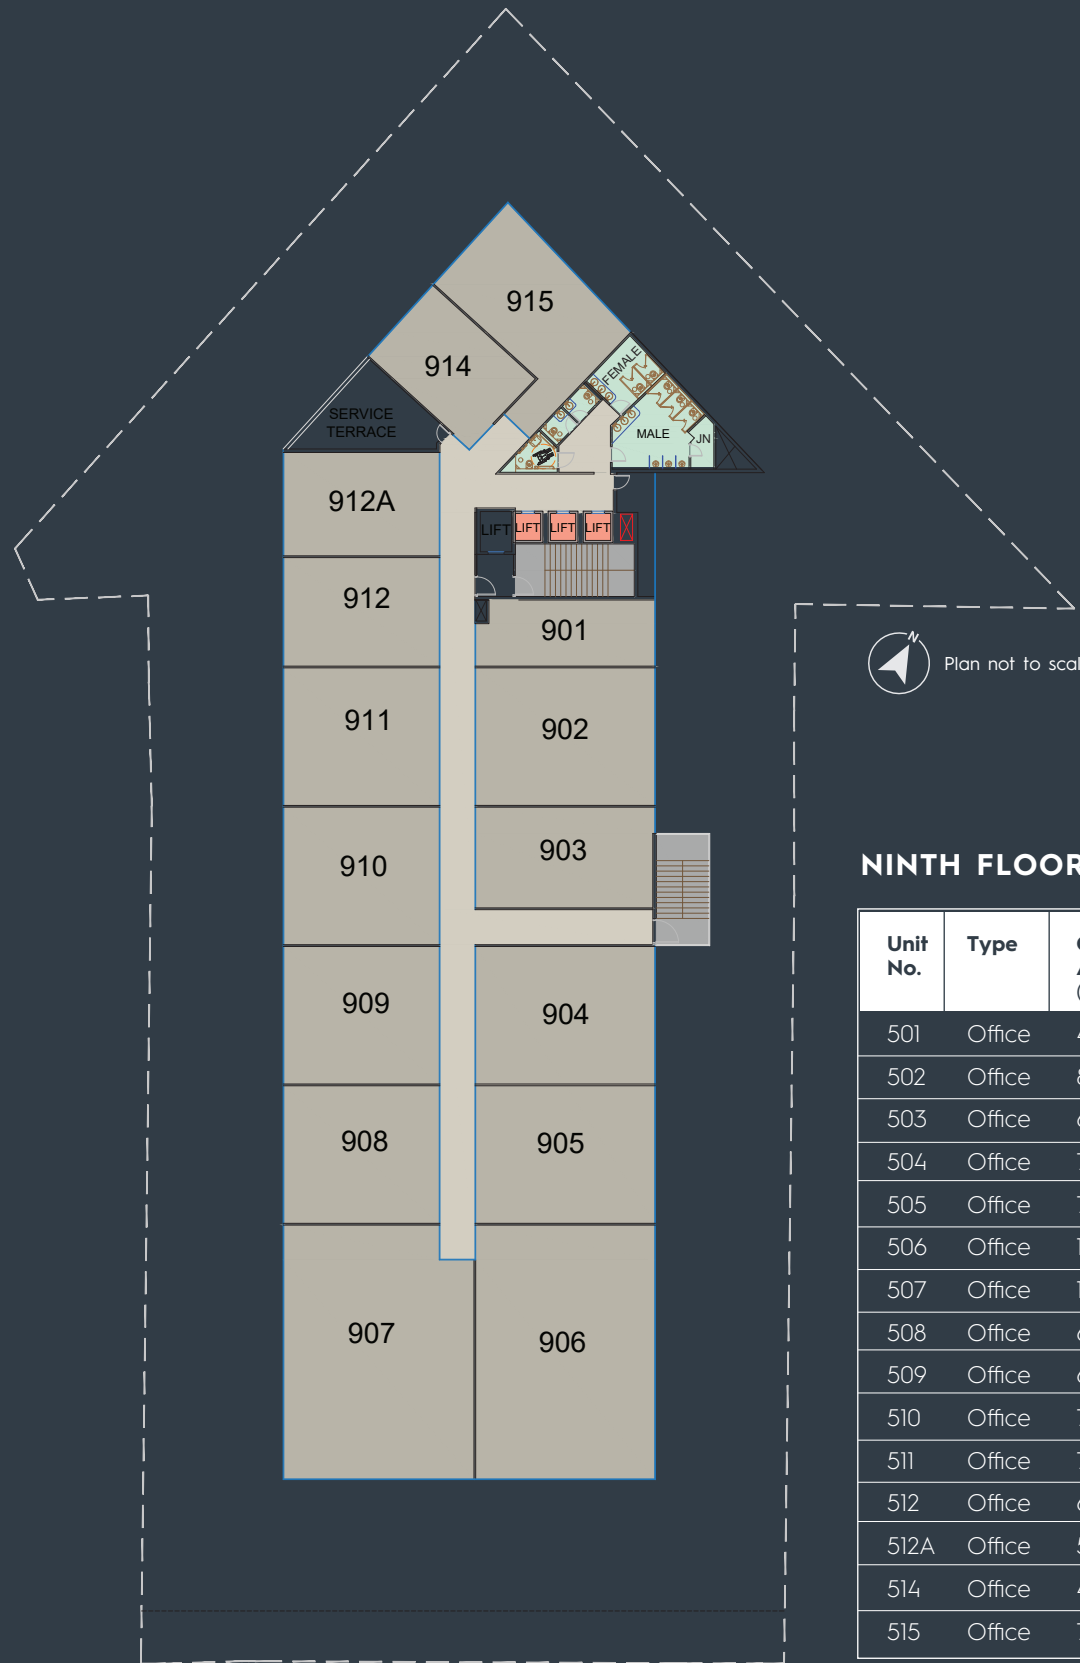 915
914
FEMALE
SERVICE
TERRACE
MALE
JN
912A
LIFT
LIFT
LIFT
LIFT
912
901
N
Plan not to scal
911
902
903
910
NINTH FLOOR
Unit
No.
Type
909
904
501 Office
502 Office
503 Office
908
905
504 Office
505 Office
506 Office
507 Office
907
906
508 Office
509 Office
510 Office
511 Office
512 Office
512A Office
514 Office
515 Office